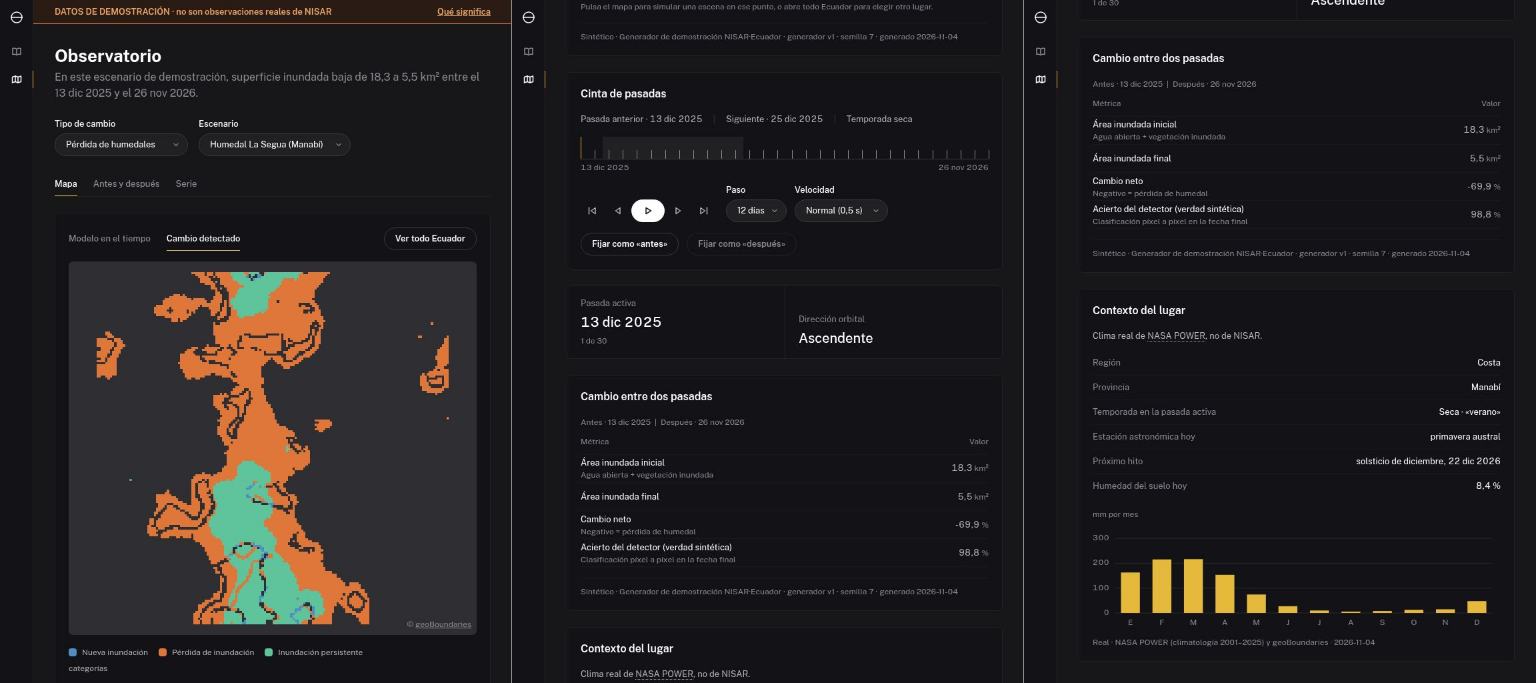 DATOS DE DEMOSTRACIÓN · no son observaciones reales de NISAR
Qué significa
Observatorio
En este escenario de demostración, superficie inundada baja de 18,3 a 5,5 km² entre el
13 dic 2025 y el 26 nov 2026.
Tipo de cambio
Escenario
Pérdida de humedales
Humedal La Segua (Manabí)
Mapa
Antes y después
Serie
Modelo en el tiempo
Cambio detectado
Ver todo Ecuador
© geoBoundaries
Nueva inundación
Pérdida de inundación
Inundación persistente
categorías
Pulsa el mapa para simular una escena en ese punto, o abre todo Ecuador para elegir otro lugar.
Sintético · Generador de demostración NISAR-Ecuador · generador v1 · semilla 7 · generado 2026-11-04
Cinta de pasadas
Pasada anterior · 13 dic 2025
Siguiente · 25 dic 2025
Temporada seca
13 dic 2025
26 nov 2026
Paso
Velocidad
12 días
Normal (0,5 s)
Fijar como «antes»
Fijar como «después»
Pasada activa
13 dic 2025
1 de 30
Dirección orbital
Ascendente
Cambio entre dos pasadas
Antes · 13 dic 2025 | Después · 26 nov 2026
Métrica
Valor
Área inundada inicial
Agua abierta + vegetación inundada
18.3 km²
Área inundada final
5,5 km²
Cambio neto
Negativo = pérdida de humedal
-69,9 %
Acierto del detector (verdad sintética)
Clasificación píxel a píxel en la fecha final
98,8 %
Sintético · Generador de demostración NISAR-Ecuador · generador v1 · semilla 7 · generado 2026-11-04
Contexto del lugar
Clima real de NASA POWER, no de NISAR.
1 de 30
Ascendente
Cambio entre dos pasadas
Antes · 13 dic 2025 | Después · 26 nov 2026
Métrica
Valor
Área inundada inicial
Agua abierta + vegetación inundada
18.3 km²
Área inundada final
5.5 km²
Cambio neto
Negativo = pérdida de humedal
-69,9 %
Acierto del detector (verdad sintética)
Clasificación píxel a píxel en la fecha final
98,8 %
Sintético · Generador de demostración NISAR-Ecuador · generador v1 · semilla 7 · generado 2026-11-04
Contexto del lugar
Clima real de NASA POWER, no de NISAR.
Región
Costa
Provincia
Manabí
Temporada en la pasada activa
Seca · «verano»
Estación astronómica hoy
primavera austral
Próximo hito
solsticio de diciembre, 22 dic 2026
Humedad del suelo hoy
8,4 %
mm por mes
300
200
100
0
E F M A M J J A S O N D
Real · NASA POWER (climatología 2001–2025) y geoBoundaries · 2026-11-04